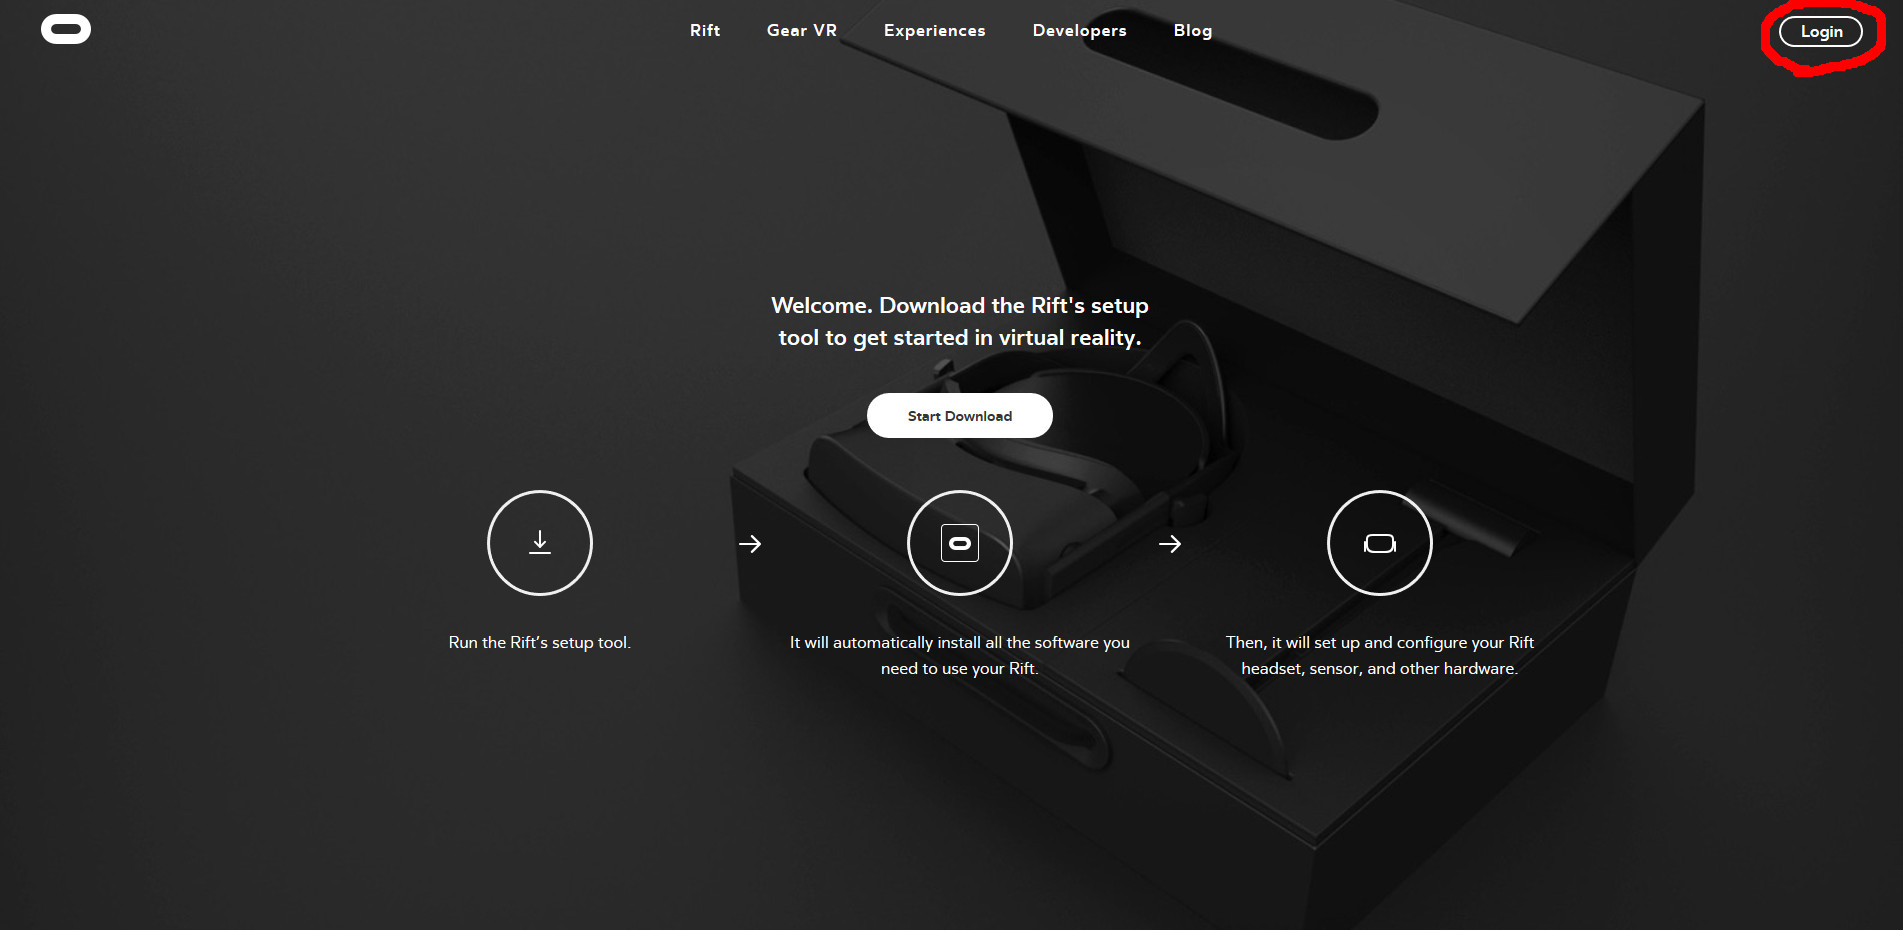 Rift Gear VR Experiences Developers Blog Login
Welcome. Download the Rift's setup
tool to get started in virtual reality.
Start Download
Run the Rift’s setup tool.
It will automatically install all the software you
need to use your Rift.
Then, it will set up and configure your Rift
headset, sensor, and other hardware.